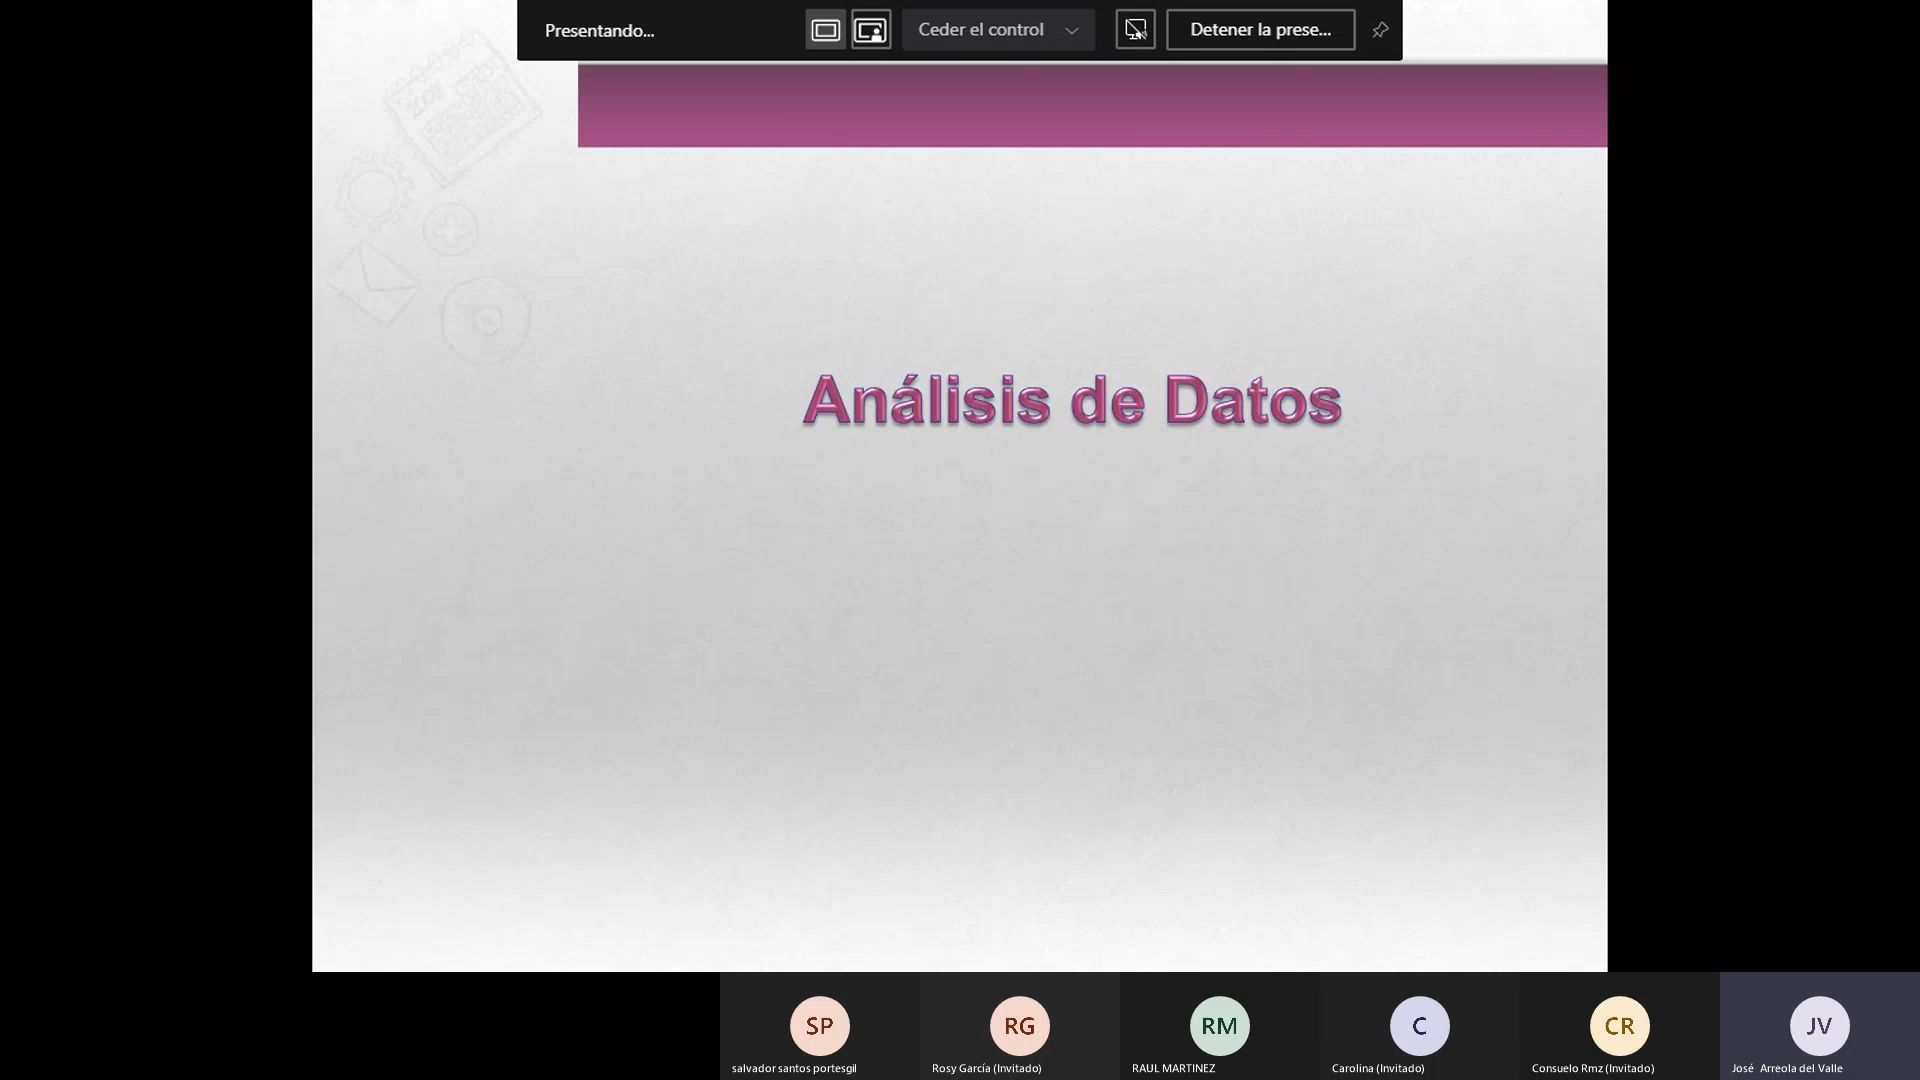 Presentando...
Ceder el control
Detener la prese...
Análisis de Datos
SP
RG
RM
C
CR
JV
salvador santos portesgil
Rosy García (Invitado)
RAUL MARTINEZ
Carolina (Invitado)
Consuelo Rmz (Invitado)
José Arreola del Valle